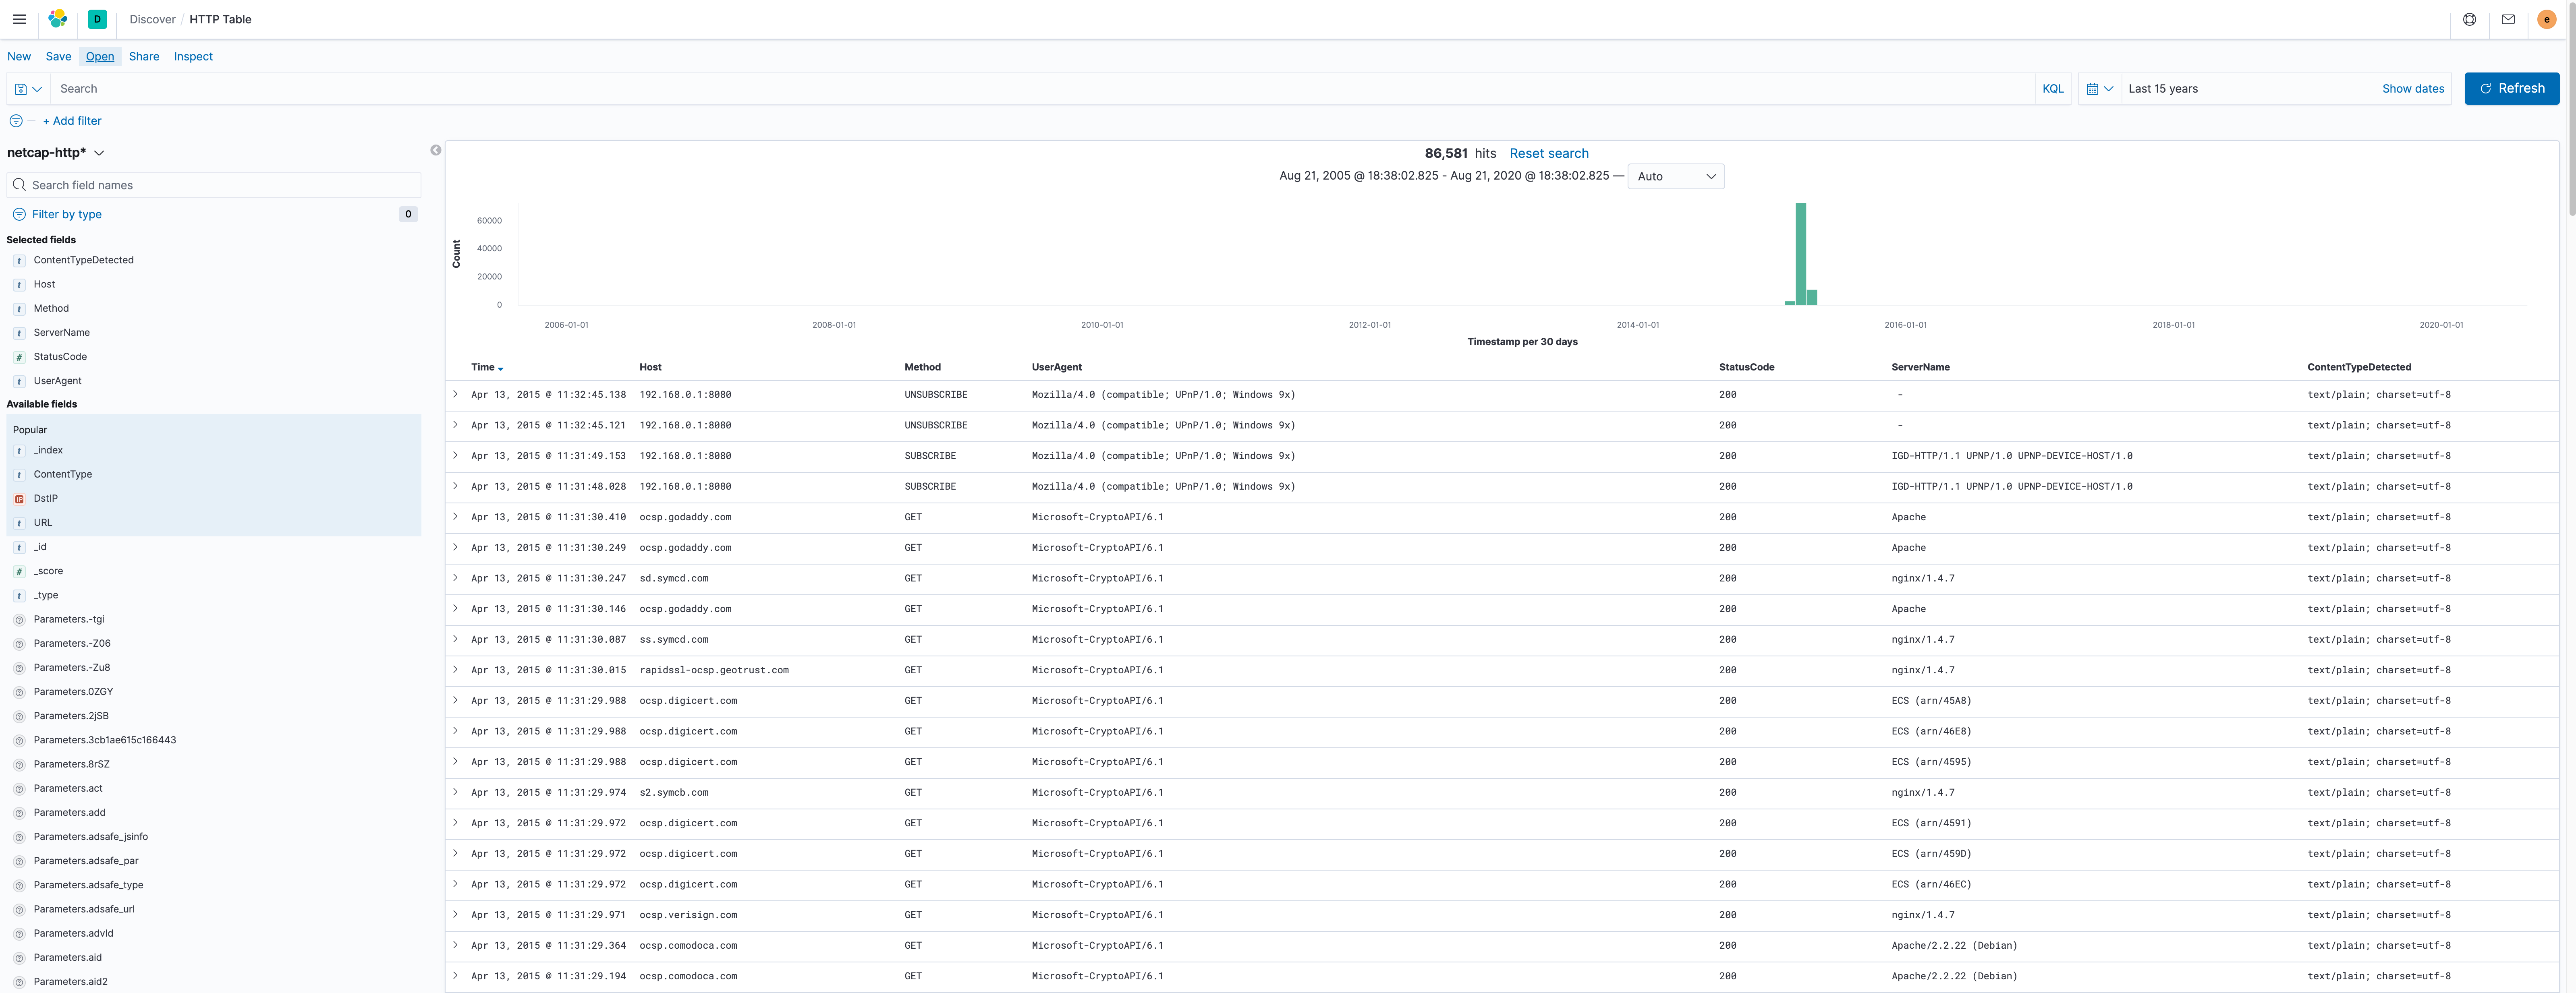 D Discover / HTTP Table e
New Save Open Share Inspect
Search KQL Last 15 years Show dates Refresh
+ Add filter
netcap-http*
Search field names
Filter by type 0
Selected fields
t ContentTypeDetected
t Host
t Method
t ServerName
# StatusCode
t UserAgent
Available fields
Popular
t _index
t ContentType
IP DstIP
t URL
t _id
# _score
t _type
? Parameters.-tgi
? Parameters.-Z06
? Parameters.-Zu8
? Parameters.0ZGY
? Parameters.2jSB
? Parameters.3cb1ae615c166443
? Parameters.8rSZ
? Parameters.act
? Parameters.add
? Parameters.adsafe_jsinfo
? Parameters.adsafe_par
? Parameters.adsafe_type
? Parameters.adsafe_url
? Parameters.advId
? Parameters.aid
? Parameters.aid2
86,581 hits Reset search
Aug 21, 2005 @ 18:38:02.825 - Aug 21, 2020 @ 18:38:02.825 — Auto
Count
60000
40000
20000
0
2006-01-01 2008-01-01 2010-01-01 2012-01-01 2014-01-01 2016-01-01 2018-01-01 2020-01-01
Timestamp per 30 days
Time Host Method UserAgent StatusCode ServerName ContentTypeDetected
Apr 13, 2015 @ 11:32:45.138 192.168.0.1:8080 UNSUBSCRIBE Mozilla/4.0 (compatible; UPnP/1.0; Windows 9x) 200 - text/plain; charset=utf-8
Apr 13, 2015 @ 11:32:45.121 192.168.0.1:8080 UNSUBSCRIBE Mozilla/4.0 (compatible; UPnP/1.0; Windows 9x) 200 - text/plain; charset=utf-8
Apr 13, 2015 @ 11:31:49.153 192.168.0.1:8080 SUBSCRIBE Mozilla/4.0 (compatible; UPnP/1.0; Windows 9x) 200 IGD-HTTP/1.1 UPNP/1.0 UPNP-DEVICE-HOST/1.0 text/plain; charset=utf-8
Apr 13, 2015 @ 11:31:48.028 192.168.0.1:8080 SUBSCRIBE Mozilla/4.0 (compatible; UPnP/1.0; Windows 9x) 200 IGD-HTTP/1.1 UPNP/1.0 UPNP-DEVICE-HOST/1.0 text/plain; charset=utf-8
Apr 13, 2015 @ 11:31:30.410 ocsp.godaddy.com GET Microsoft-CryptoAPI/6.1 200 Apache text/plain; charset=utf-8
Apr 13, 2015 @ 11:31:30.249 ocsp.godaddy.com GET Microsoft-CryptoAPI/6.1 200 Apache text/plain; charset=utf-8
Apr 13, 2015 @ 11:31:30.247 sd.symcd.com GET Microsoft-CryptoAPI/6.1 200 nginx/1.4.7 text/plain; charset=utf-8
Apr 13, 2015 @ 11:31:30.146 ocsp.godaddy.com GET Microsoft-CryptoAPI/6.1 200 Apache text/plain; charset=utf-8
Apr 13, 2015 @ 11:31:30.087 ss.symcd.com GET Microsoft-CryptoAPI/6.1 200 nginx/1.4.7 text/plain; charset=utf-8
Apr 13, 2015 @ 11:31:30.015 rapidssl-ocsp.geotrust.com GET Microsoft-CryptoAPI/6.1 200 nginx/1.4.7 text/plain; charset=utf-8
Apr 13, 2015 @ 11:31:29.988 ocsp.digicert.com GET Microsoft-CryptoAPI/6.1 200 ECS (arn/45A8) text/plain; charset=utf-8
Apr 13, 2015 @ 11:31:29.988 ocsp.digicert.com GET Microsoft-CryptoAPI/6.1 200 ECS (arn/46E8) text/plain; charset=utf-8
Apr 13, 2015 @ 11:31:29.988 ocsp.digicert.com GET Microsoft-CryptoAPI/6.1 200 ECS (arn/4595) text/plain; charset=utf-8
Apr 13, 2015 @ 11:31:29.974 s2.symcb.com GET Microsoft-CryptoAPI/6.1 200 nginx/1.4.7 text/plain; charset=utf-8
Apr 13, 2015 @ 11:31:29.972 ocsp.digicert.com GET Microsoft-CryptoAPI/6.1 200 ECS (arn/4591) text/plain; charset=utf-8
Apr 13, 2015 @ 11:31:29.972 ocsp.digicert.com GET Microsoft-CryptoAPI/6.1 200 ECS (arn/459D) text/plain; charset=utf-8
Apr 13, 2015 @ 11:31:29.972 ocsp.digicert.com GET Microsoft-CryptoAPI/6.1 200 ECS (arn/46EC) text/plain; charset=utf-8
Apr 13, 2015 @ 11:31:29.971 ocsp.verisign.com GET Microsoft-CryptoAPI/6.1 200 nginx/1.4.7 text/plain; charset=utf-8
Apr 13, 2015 @ 11:31:29.364 ocsp.comodoca.com GET Microsoft-CryptoAPI/6.1 200 Apache/2.2.22 (Debian) text/plain; charset=utf-8
Apr 13, 2015 @ 11:31:29.194 ocsp.comodoca.com GET Microsoft-CryptoAPI/6.1 200 Apache/2.2.22 (Debian) text/plain; charset=utf-8